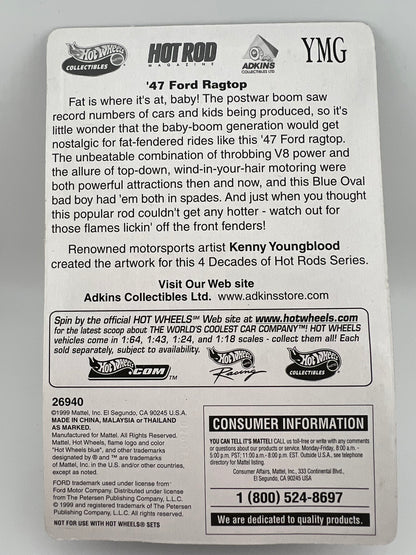 Hot Wheels COLLECTIBLES
HOT ROD MAGAZINE
ADKINS COLLECTIBLES LTD
YMG
'47 Ford Ragtop
Fat is where it's at, baby! The postwar boom saw
record numbers of cars and kids being produced, so it's
little wonder that the baby-boom generation would get
nostalgic for fat-fendered rides like this '47 Ford ragtop.
The unbeatable combination of throbbing V8 power and
the allure of top-down, wind-in-your-hair motoring were
both powerful attractions then and now, and this Blue Oval
bad boy had 'em both in spades. And just when you thought
this popular rod couldn't get any hotter - watch out for
those flames lickin' off the front fenders!
Renowned motorsports artist Kenny Youngblood
created the artwork for this 4 Decades of Hot Rods Series.
Visit Our Web site
Adkins Collectibles Ltd. www.adkinsstore.com
Spin by the official HOT WHEELS℠ Web site at www.hotwheels.com
for the latest scoop about THE WORLD'S COOLEST CAR COMPANY™! HOT WHEELS
vehicles come in 1:64, 1:43, 1:24, and 1:18 scales - collect them all! Each
sold separately, subject to availability.
Hot Wheels .COM™
Hot Wheels Racing
Hot Wheels COLLECTIBLES
26940
©1999 Mattel, Inc. El Segundo, CA 90245 U.S.A.
MADE IN CHINA, MALAYSIA or THAILAND
AS MARKED.
Manufactured for Mattel. All Rights Reserved.
Mattel, Hot Wheels, flame logo and color
"Hot Wheels blue", and other trademarks
designated by ® and ™ are trademarks
of Mattel, Inc. in the U.S. and/or other countries,
except as noted.
FORD trademark used under license from
Ford Motor Company. Distributed under license
from The Petersen Publishing Company, L.L.C.
© 1999 and registered trademark of The Petersen
Publishing Company, L.L.C. All rights reserved.
NOT FOR USE WITH HOT WHEELS® SETS
CONSUMER INFORMATION
YOU CAN TELL IT'S MATTEL! CALL us toll-free or write with any comments
or questions about our products or service. Monday-Friday, 8:00 a.m. -
5:00 p.m. PST; 11:00 a.m.- 8:00 p.m. EST. Outside U.S.A., see telephone
directory for Mattel listing.
Consumer Affairs, Mattel, Inc., 333 Continental Blvd.,
El Segundo, CA 90245 USA
1 (800) 524-8697
We are dedicated to quality products.